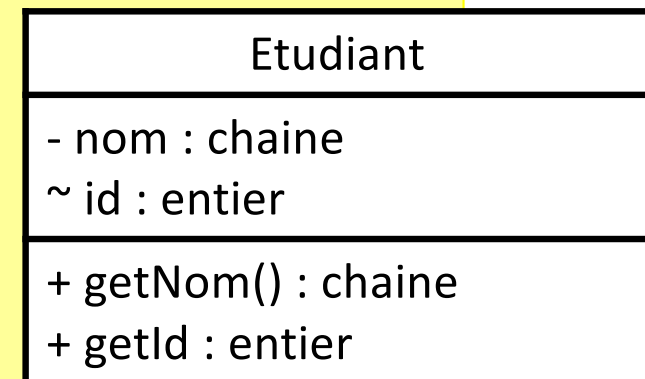 Etudiant
- nom : chaine
~ id : entier
+ getNom() : chaine
+ getId : entier